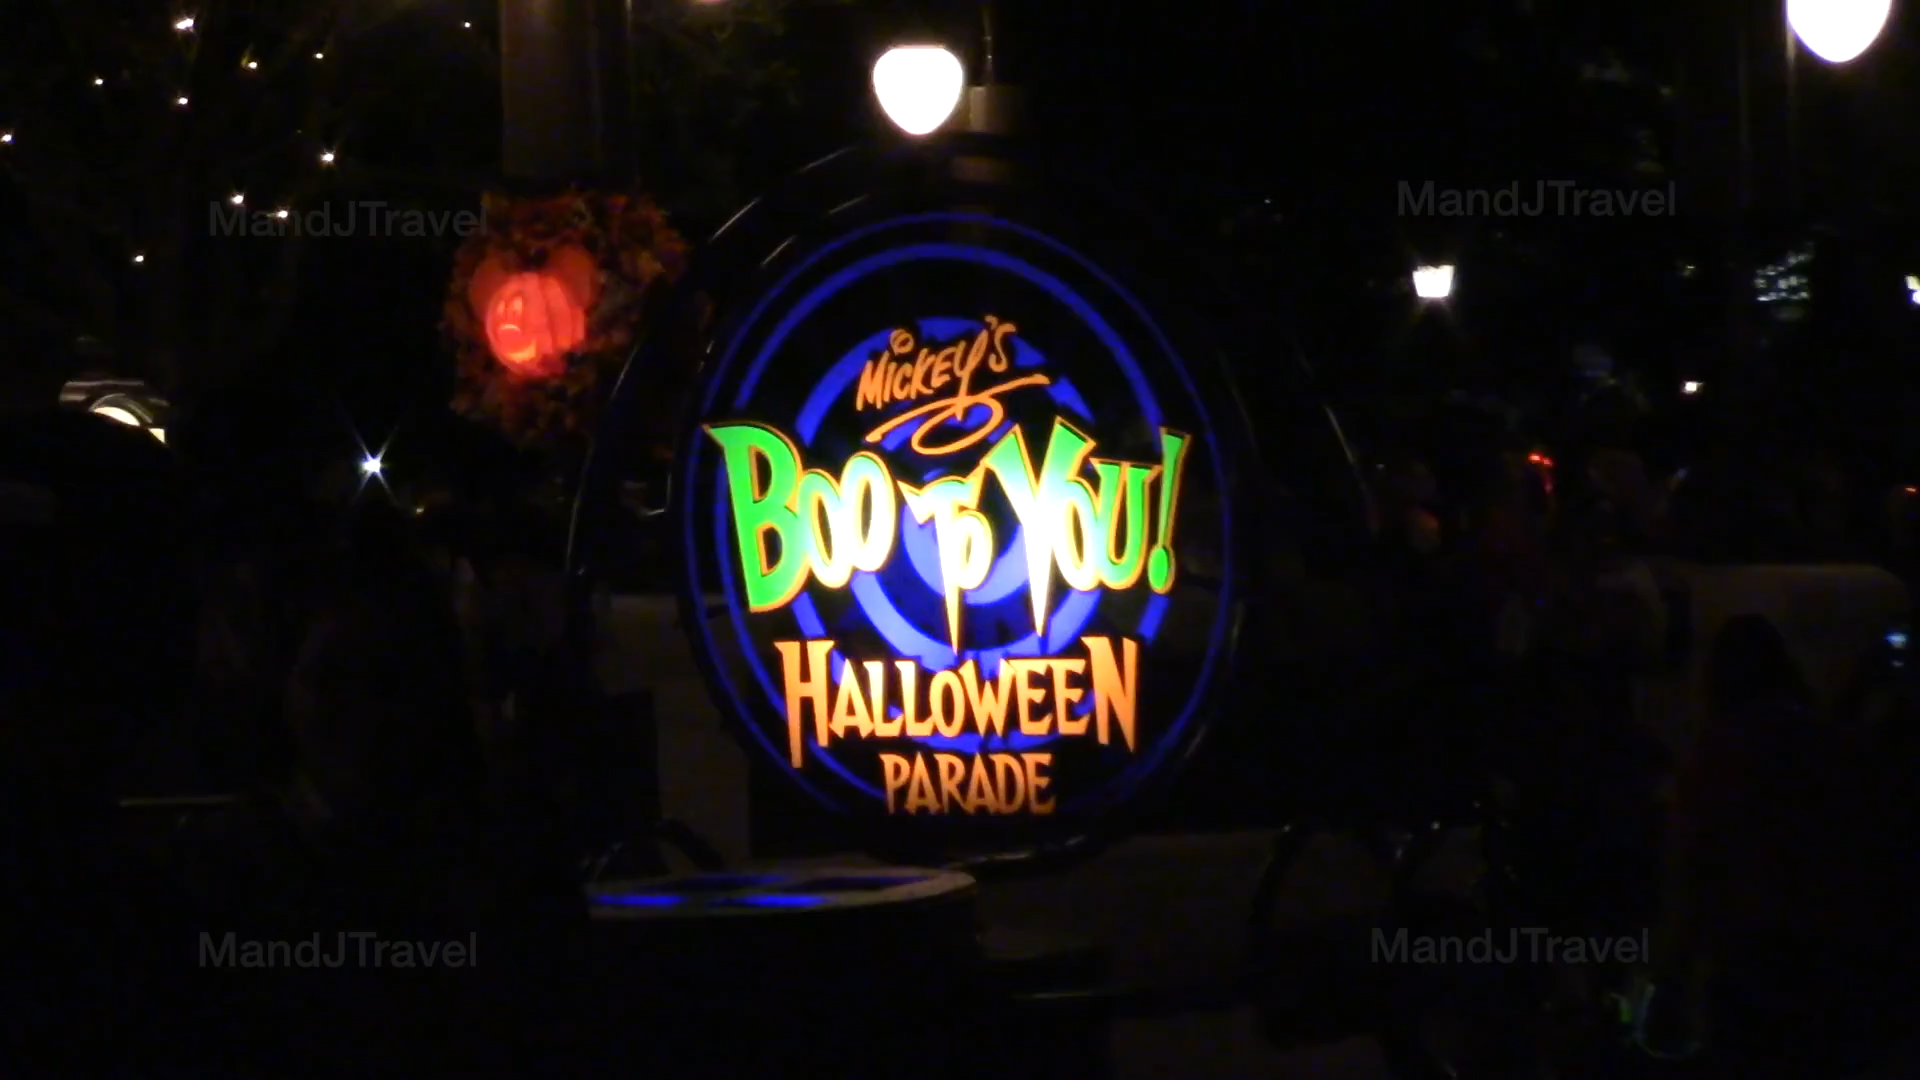 MandJTravel
MandJTravel
Mickey's
Boo To You!
Halloween
Parade
MandJTravel
MandJTravel